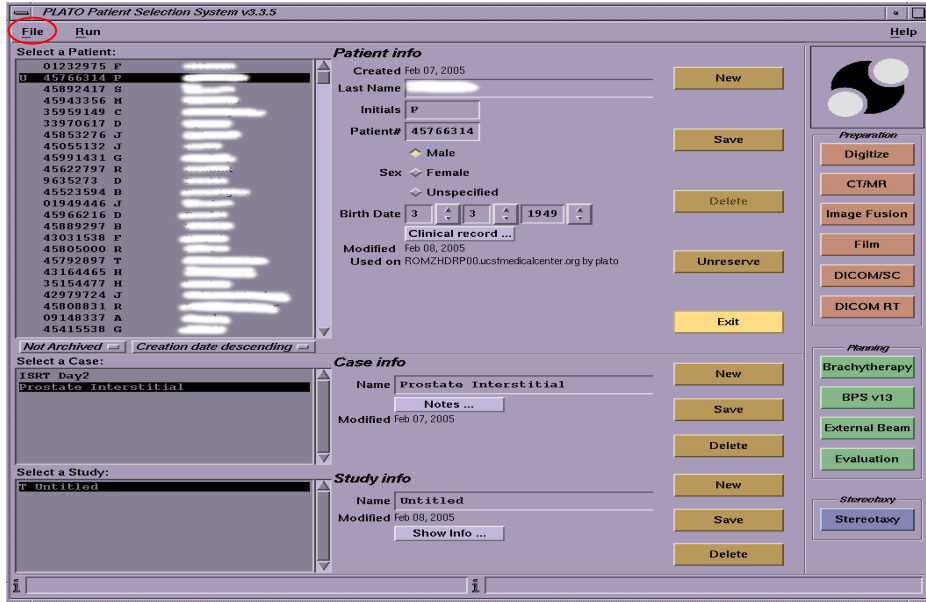 PLATO Patient Selection System v3.3.5
File Run Help
Select a Patient:
01232975 F
U 45766314 P
45892417 S
45943356 M
35959149 C
33970617 D
45853276 J
45055132 J
45991431 G
45622797 R
9635273 D
45523594 B
01949446 J
45966216 D
45889297 B
43031538 F
45805000 R
45792897 T
43164465 H
35154477 H
42979724 J
45808831 R
09148337 A
45415538 G
Not Archived Creation date descending
Patient info
Created Feb 07, 2005
Last Name
Initials P
Patient# 45766314
Male
Sex Female
Unspecified
Birth Date 3 3 1949
Clinical record ...
Modified Feb 08, 2005
Used on ROMZHDRP00.ucsfmedicalcenter.org by plato
New
Save
Delete
Unreserve
Exit
Select a Case:
ISRT Day2
Prostate Interstitial
Case info
Name Prostate Interstitial
Notes ...
Modified Feb 07, 2005
New
Save
Delete
Select a Study:
T Untitled
Study info
Name Untitled
Modified Feb 08, 2005
Show Info ...
New
Save
Delete
Preparation
Digitize
CT/MR
Image Fusion
Film
DICOM/SC
DICOM RT
Planning
Brachytherapy
BPS v13
External Beam
Evaluation
Stereotaxy
Stereotaxy
i i